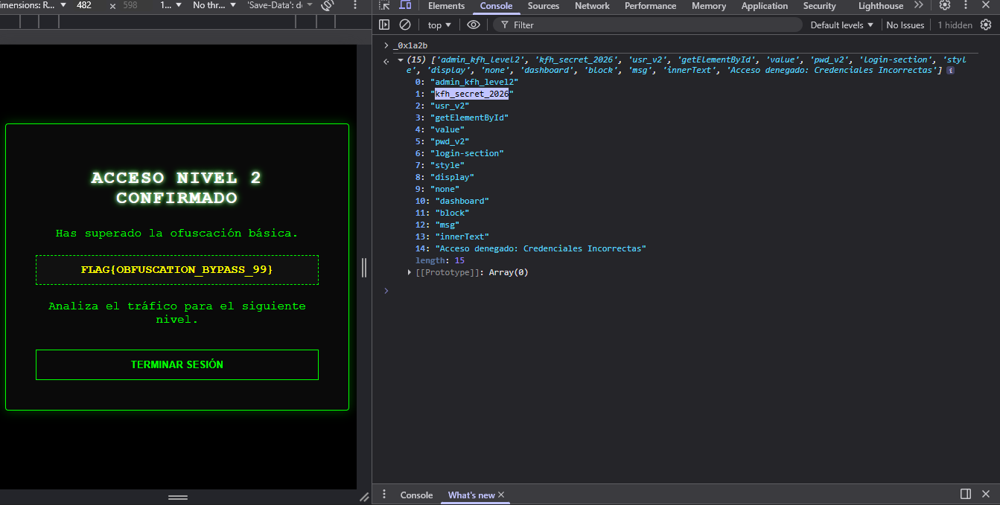 imensions: R... ▼ 482 × 598 1... ▼ No thr... ▼ 'Save-Data': d
Elements Console Sources Network Performance Memory Application Security Lighthouse
top ▼ Filter Default levels ▼ No Issues 1 hidden
ACCESO NIVEL 2
CONFIRMADO
Has superado la ofuscación básica.
FLAG{OBFUSCATION_BYPASS_99}
Analiza el tráfico para el siguiente
nivel.
TERMINAR SESIÓN
> _0x1a2b
(15) ['admin_kfh_level2', 'kfh_secret_2026', 'usr_v2', 'getElementById', 'value', 'pwd_v2', 'login-section', 'styl
e', 'display', 'none', 'dashboard', 'block', 'msg', 'innerText', 'Acceso denegado: Credenciales Incorrectas'] i
0: "admin_kfh_level2"
1: "kfh_secret_2026"
2: "usr_v2"
3: "getElementById"
4: "value"
5: "pwd_v2"
6: "login-section"
7: "style"
8: "display"
9: "none"
10: "dashboard"
11: "block"
12: "msg"
13: "innerText"
14: "Acceso denegado: Credenciales Incorrectas"
length: 15
[[Prototype]]: Array(0)
Console What's new ×